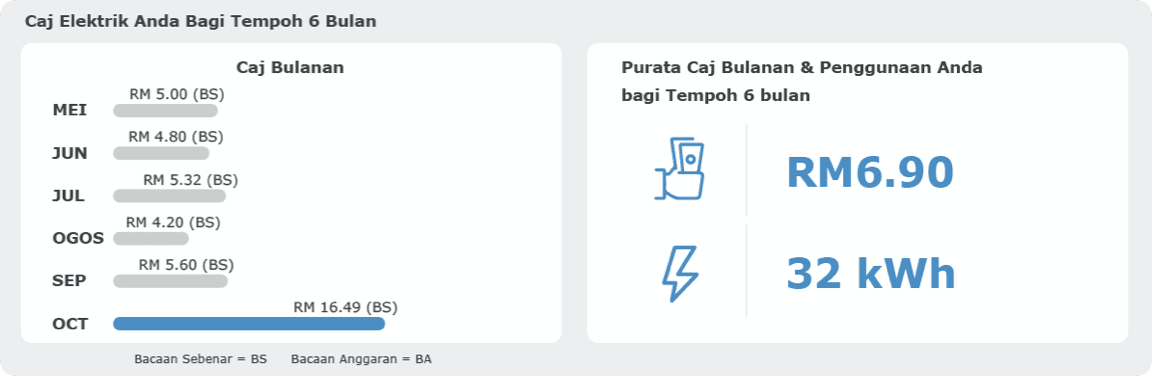 Caj Elektrik Anda Bagi Tempoh 6 Bulan
Caj Bulanan
RM 5.00 (BS)
MEI
RM 4.80 (BS)
JUN
RM 5.32 (BS)
JUL
RM 4.20 (BS)
OGOS
RM 5.60 (BS)
SEP
RM 16.49 (BS)
OCT
Bacaan Sebenar = BS Bacaan Anggaran = BA
Purata Caj Bulanan & Penggunaan Anda
bagi Tempoh 6 bulan
RM6.90
32 kWh